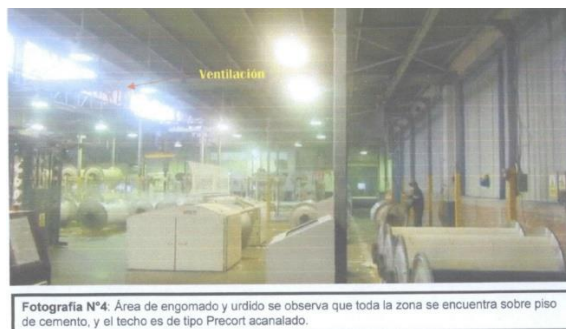 Ventilación
Fotografía N°4: Área de engomado y urdido se observa que toda la zona se encuentra sobre piso
de cemento, y el techo es de tipo Precort acanalado.